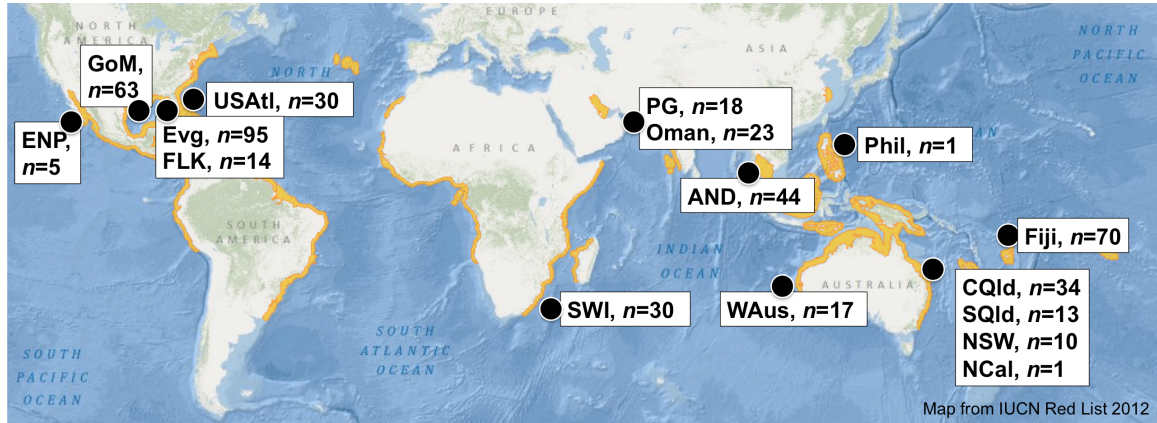 EUROPE
NORTH
AMERICA
NORTH
PACIFIC
OCEAN
ASIA
GoM,
n=63
NORTH
USAtl, n=30
PG, n=18
Oman, n=23
ENP,
n=5
Evg, n=95
FLK, n=14
AFRICA
AN
Phil, n=1
AND, n=44
SOUTH
AMERICA
INDIAN
OCEAN
Fiji, n=70
AUSTRALIA
CQld, n=34
SQld, n=13
NSW, n=10
NCal, n=1
SWI, n=30
WAus, n=17
SOUTH
ATLANTIC
OCEAN
SOUTH
PACIFIC
OCEAN
Map from IUCN Red List 2012